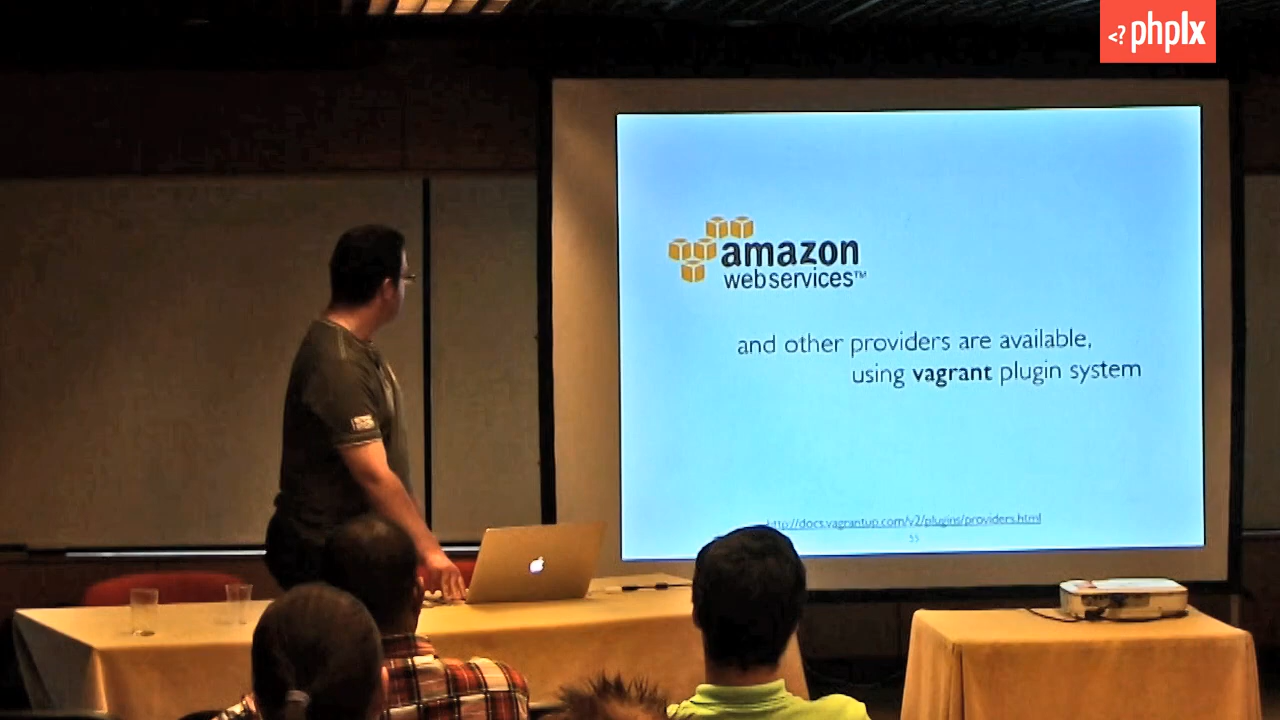 <? phplx
amazon
webservices™
and other providers are available,
using vagrant plugin system
http://docs.vagrantup.com/v2/plugins/providers.html
55